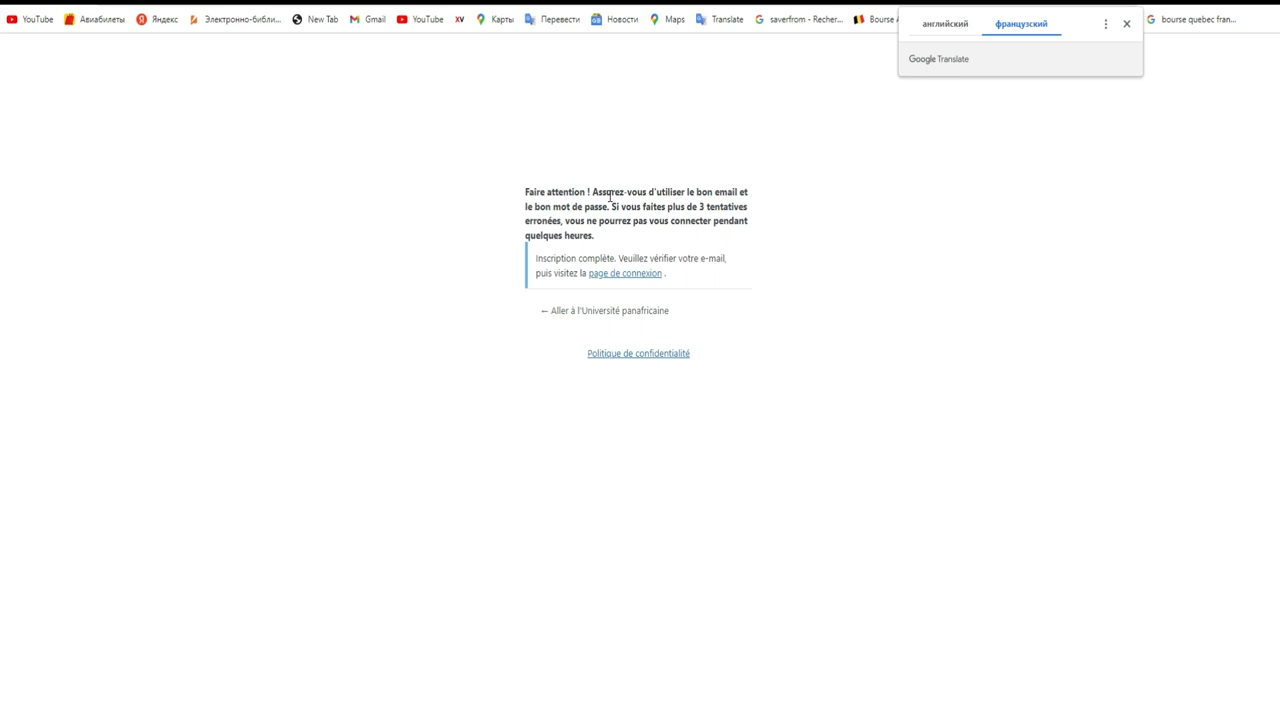 YouTube Авиабилеты Яндекс Электронно-библи... New Tab Gmail YouTube XV Карты Перевести Новости Maps Translate saverfrom - Recher... Bourse bourse quebec fran...
английский французский
Google Translate
Faire attention ! Assurez-vous d'utiliser le bon email et
le bon mot de passe. Si vous faites plus de 3 tentatives
erronées, vous ne pourrez pas vous connecter pendant
quelques heures.
Inscription complète. Veuillez vérifier votre e-mail,
puis visitez la page de connexion .
← Aller à l'Université panafricaine
Politique de confidentialité